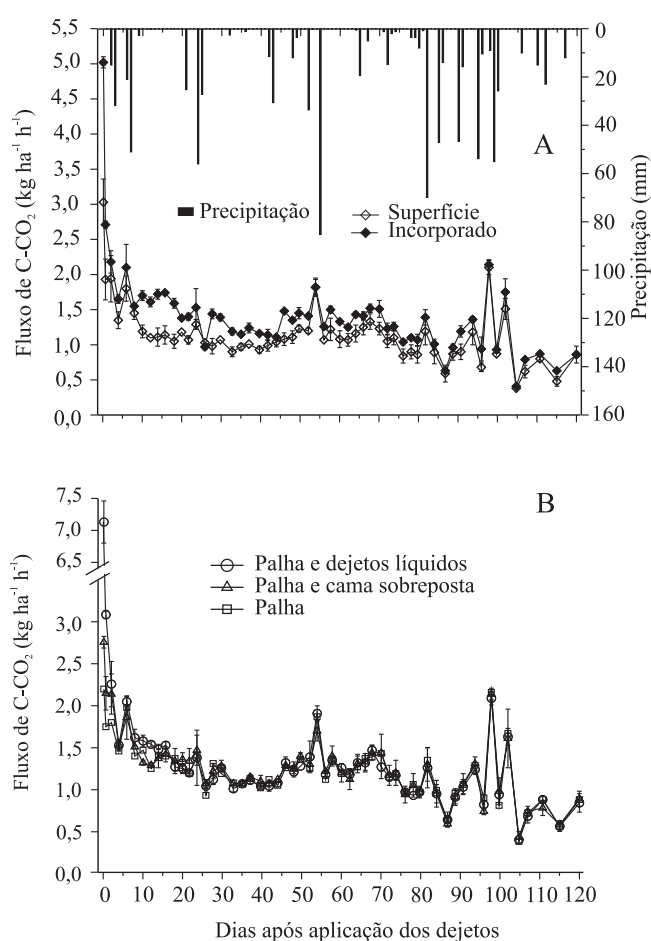 5,5
5,0
4,5
4,0
3,5
3,0
2,5
2,0
1,5
1,0
0,5
0,0
Fluxo de C-CO₂ (kg ha⁻¹ h⁻¹)
0
20
40
60
80
100
120
140
160
Precipitação (mm)
A
Precipitação
Superfície
Incorporado
7,5
7,0
6,5
3,0
2,5
2,0
1,5
1,0
0,5
0,0
Fluxo de C-CO₂ (kg ha⁻¹ h⁻¹)
B
Palha e dejetos líquidos
Palha e cama sobreposta
Palha
0 10 20 30 40 50 60 70 80 90 100 110 120
Dias após aplicação dos dejetos